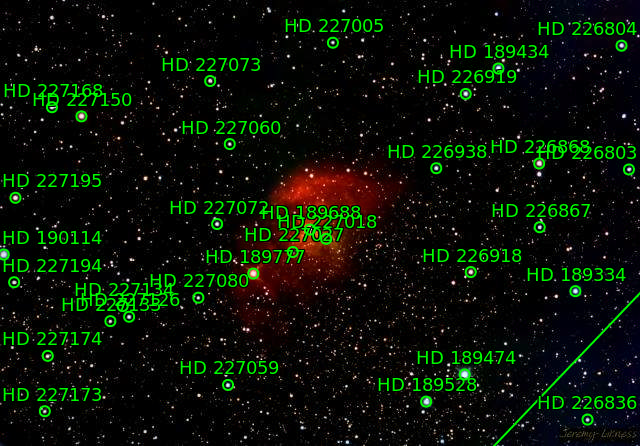 HD 227005
HD 226804
HD 189434
HD 227073
HD 226919
HD 227168
HD 227150
HD 227060
HD 226938
HD 226868
HD 226803
HD 227195
HD 227072
HD 189688
HD 227018
HD 226867
HD 190114
HD 227027
HD 189777
HD 226918
HD 227194
HD 227080
HD 189334
HD 227134
HD 227126
HD 227174
HD 189474
HD 227059
HD 189528
HD 227173
HD 226836
Jeremy Likness